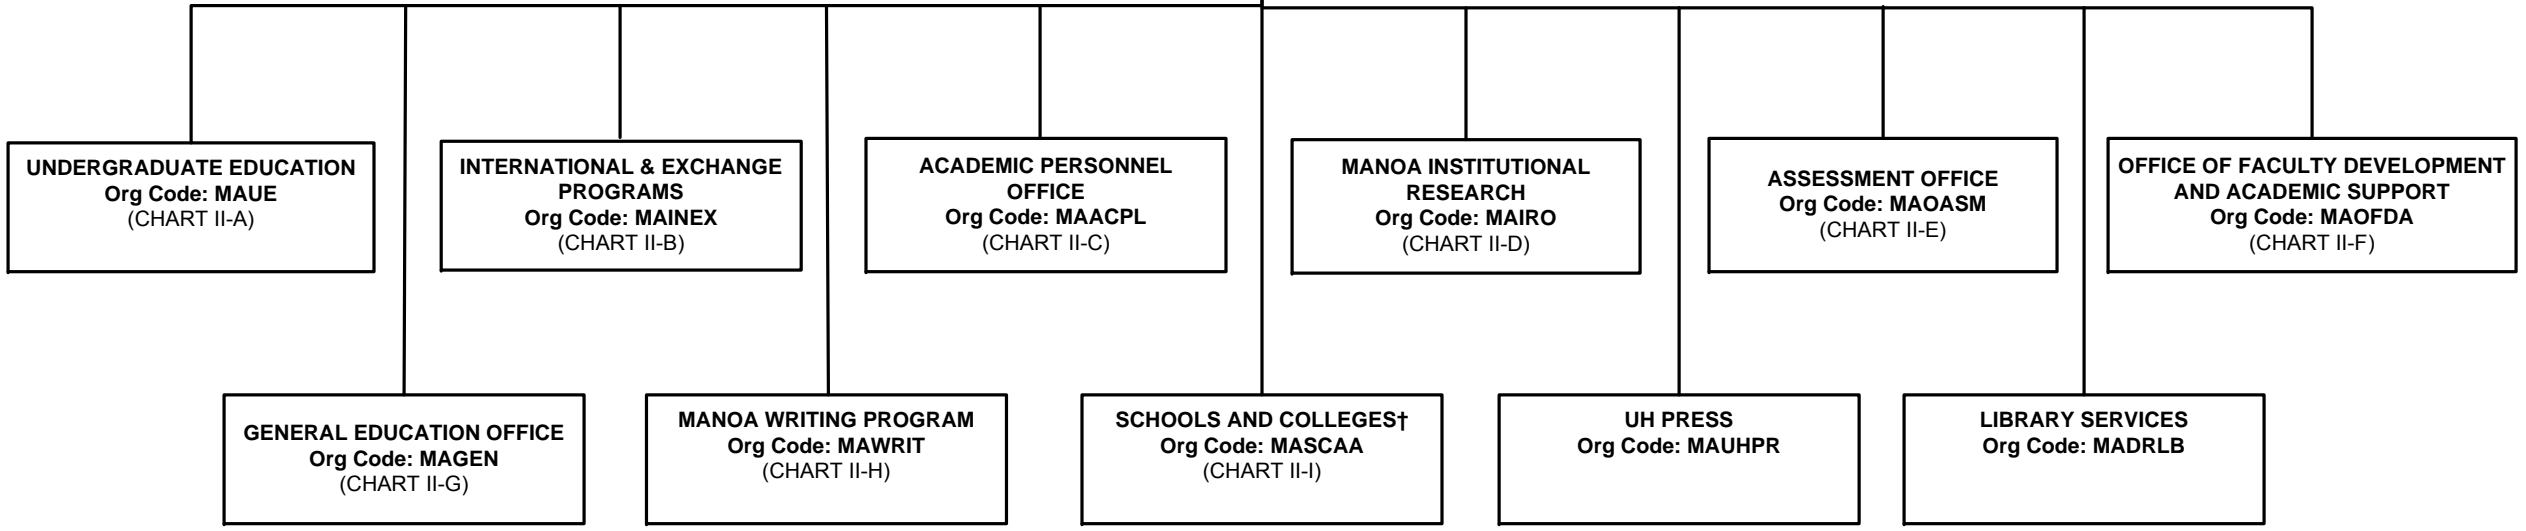 UNDERGRADUATE EDUCATION
Org Code: MAUE
(CHART II-A)
INTERNATIONAL & EXCHANGE
PROGRAMS
Org Code: MAINEX
(CHART II-B)
ACADEMIC PERSONNEL
OFFICE
Org Code: MAACPL
(CHART II-C)
MANOA INSTITUTIONAL
RESEARCH
Org Code: MAIRO
(CHART II-D)
ASSESSMENT OFFICE
Org Code: MAOASM
(CHART II-E)
OFFICE OF FACULTY DEVELOPMENT
AND ACADEMIC SUPPORT
Org Code: MAOFDA
(CHART II-F)
GENERAL EDUCATION OFFICE
Org Code: MAGEN
(CHART II-G)
MANOA WRITING PROGRAM
Org Code: MAWRIT
(CHART II-H)
SCHOOLS AND COLLEGES†
Org Code: MASCAA
(CHART II-I)
UH PRESS
Org Code: MAUHPR
LIBRARY SERVICES
Org Code: MADRLB